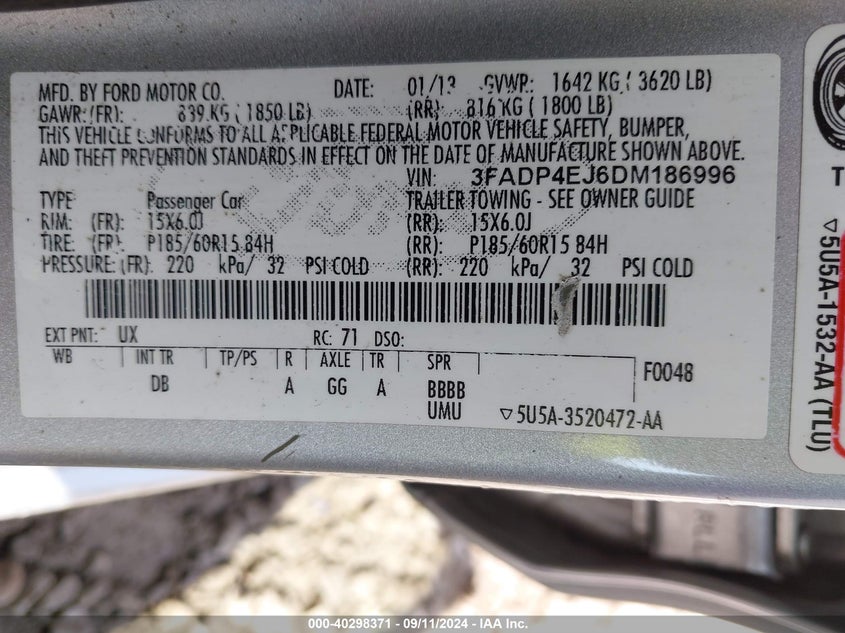 MFD. BY FORD MOTOR CO. DATE: 01/13 GVWR: 1642 KG ( 3620 LB)
GAWR: (FR): 839 KG ( 1850 LB) (RR): 816 KG ( 1800 LB)
THIS VEHICLE CONFORMS TO ALL APPLICABLE FEDERAL MOTOR VEHICLE SAFETY, BUMPER,
AND THEFT PREVENTION STANDARDS IN EFFECT ON THE DATE OF MANUFACTURE SHOWN ABOVE.
VIN: 3FADP4EJ6DM186996
TYPE Passenger Car TRAILER TOWING - SEE OWNER GUIDE
RIM: (FR): 15X6.0J (RR): 15X6.0J
TIRE: (FR): P185/60R15 84H (RR): P185/60R15 84H
PRESSURE: (FR): 220 kPa/ 32 PSI COLD (RR): 220 kPa/ 32 PSI COLD
EXT PNT: UX RC: 71 DSO:
WB INT TR TP/PS R AXLE TR SPR F0048
DB A GG A BBBB
UMU ▽5U5A-3520472-AA
▽5U5A-1532-AA (TLU)
000-40298371 - 09/11/2024 - IAA Inc.